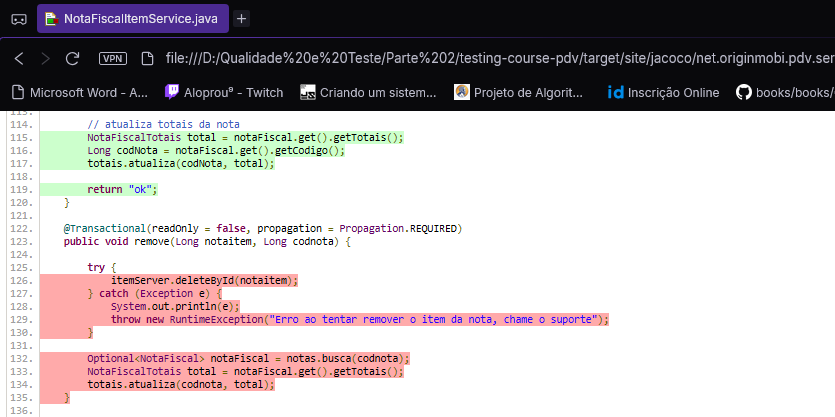 NotaFiscalItemService.java
VPN file:///D:/Qualidade%20e%20Teste/Parte%202/testing-course-pdv/target/site/jacoco/net.originmobi.pdv.ser
Microsoft Word - A... Aloprou⁹ - Twitch Criando um sistem... Projeto de Algorit... Inscrição Online books/books/
113.
114. // atualiza totais da nota
115. NotaFiscalTotais total = notaFiscal.get().getTotais();
116. Long codNota = notaFiscal.get().getCodigo();
117. totais.atualiza(codNota, total);
118.
119. return "ok";
120. }
121.
122. @Transactional(readOnly = false, propagation = Propagation.REQUIRED)
123. public void remove(Long notaitem, Long codnota) {
124.
125. try {
126. itemServer.deleteById(notaitem);
127. } catch (Exception e) {
128. System.out.println(e);
129. throw new RuntimeException("Erro ao tentar remover o item da nota, chame o suporte");
130. }
131.
132. Optional<NotaFiscal> notaFiscal = notas.busca(codnota);
133. NotaFiscalTotais total = notaFiscal.get().getTotais();
134. totais.atualiza(codnota, total);
135. }
136.